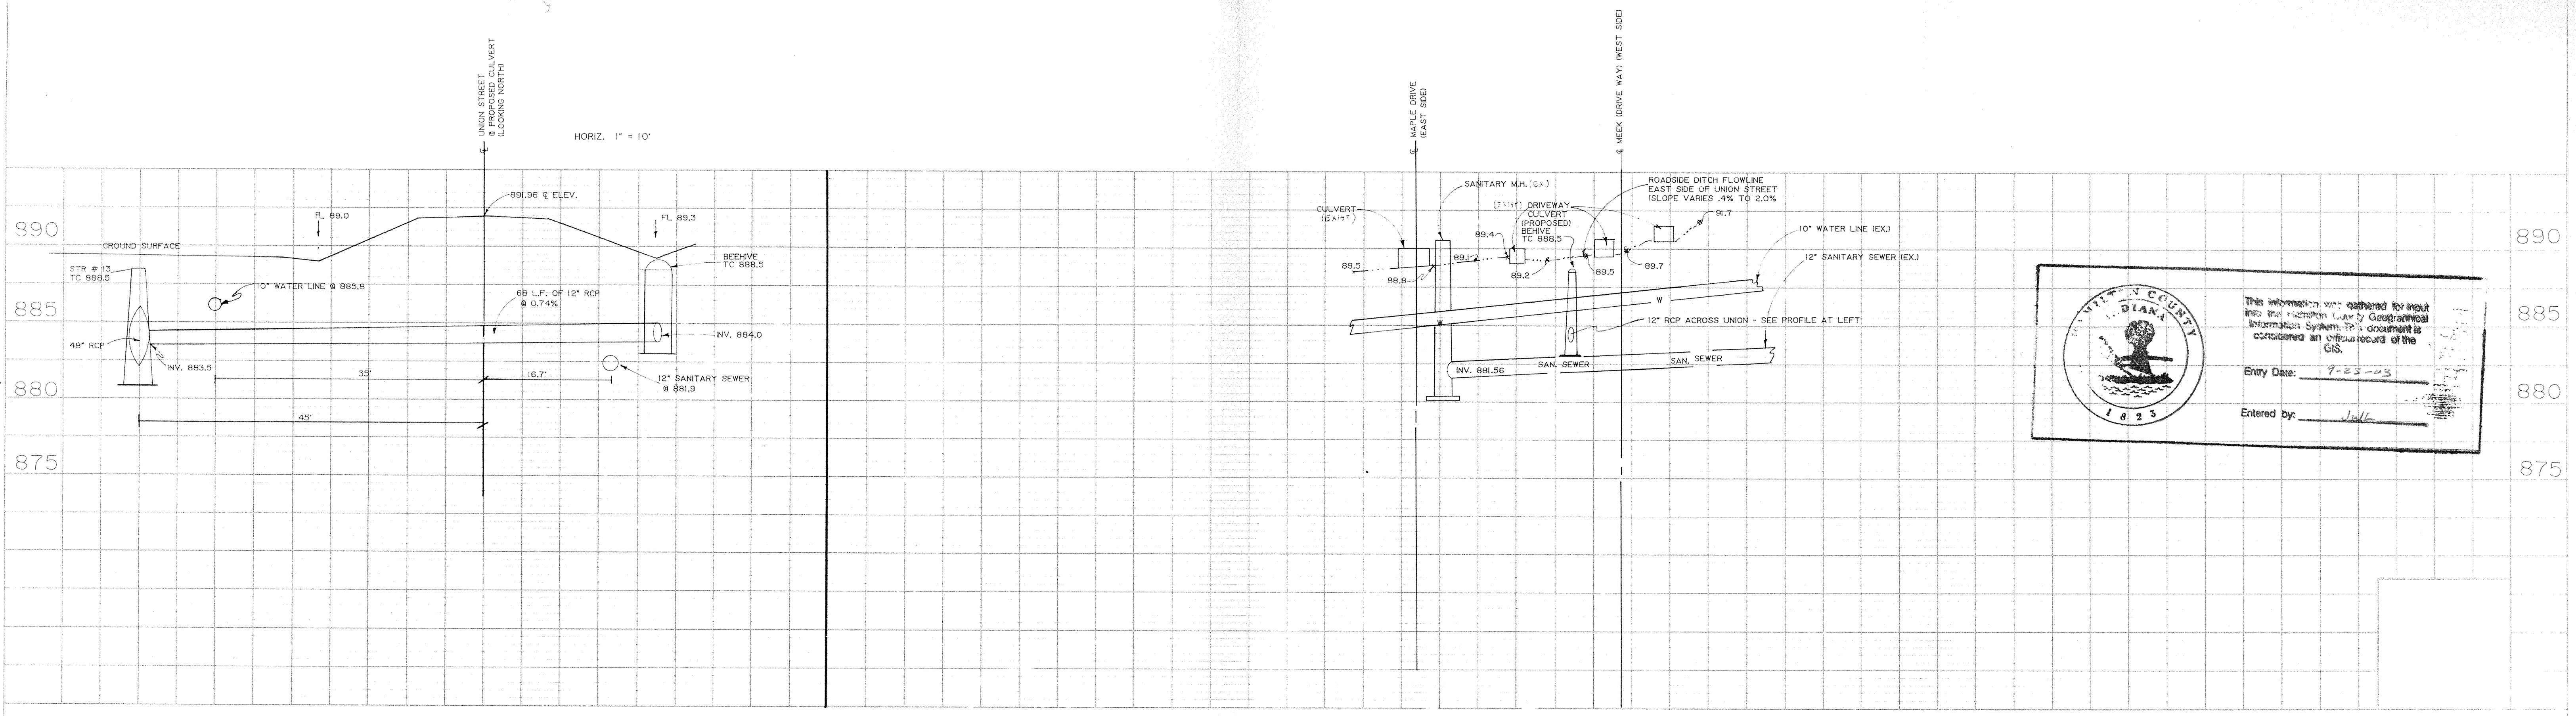 UNION STREET
@ PROPOSED CULVERT
(LOOKING NORTH)
HORIZ. 1" = 10'
℄
890
885
880
875
GROUND SURFACE
STR # 13
TC 888.5
48" RCP
INV. 883.5
10" WATER LINE @ 885.8
FL 89.0
891.96 ℄ ELEV.
FL 89.3
BEEHIVE
TC 888.5
68 L.F. OF 12" RCP
@ 0.74%
INV. 884.0
12" SANITARY SEWER
@ 881.9
35'
16.7'
45'
℄ MAPLE DRIVE
(EAST SIDE)
℄ MEEK (DRIVE WAY) (WEST SIDE)
CULVERT
(EXIST)
SANITARY M.H. (EX.)
(EXIST) DRIVEWAY
CULVERT
(PROPOSED)
BEHIVE
TC 888.5
ROADSIDE DITCH FLOWLINE
EAST SIDE OF UNION STREET
(SLOPE VARIES .4% TO 2.0%
88.5
88.8
89.1
89.4
89.2
89.5
89.7
91.7
10" WATER LINE (EX.)
12" SANITARY SEWER (EX.)
W
W
12" RCP ACROSS UNION - SEE PROFILE AT LEFT
INV. 881.56
SAN. SEWER
SAN. SEWER
HAMILTON COUNTY
INDIANA
1823
This information was gathered for input
into the Hamilton County Geographical
Information System. This document is
considered an official record of the
GIS.
Entry Date: 9-23-03
Entered by:
890
885
880
875